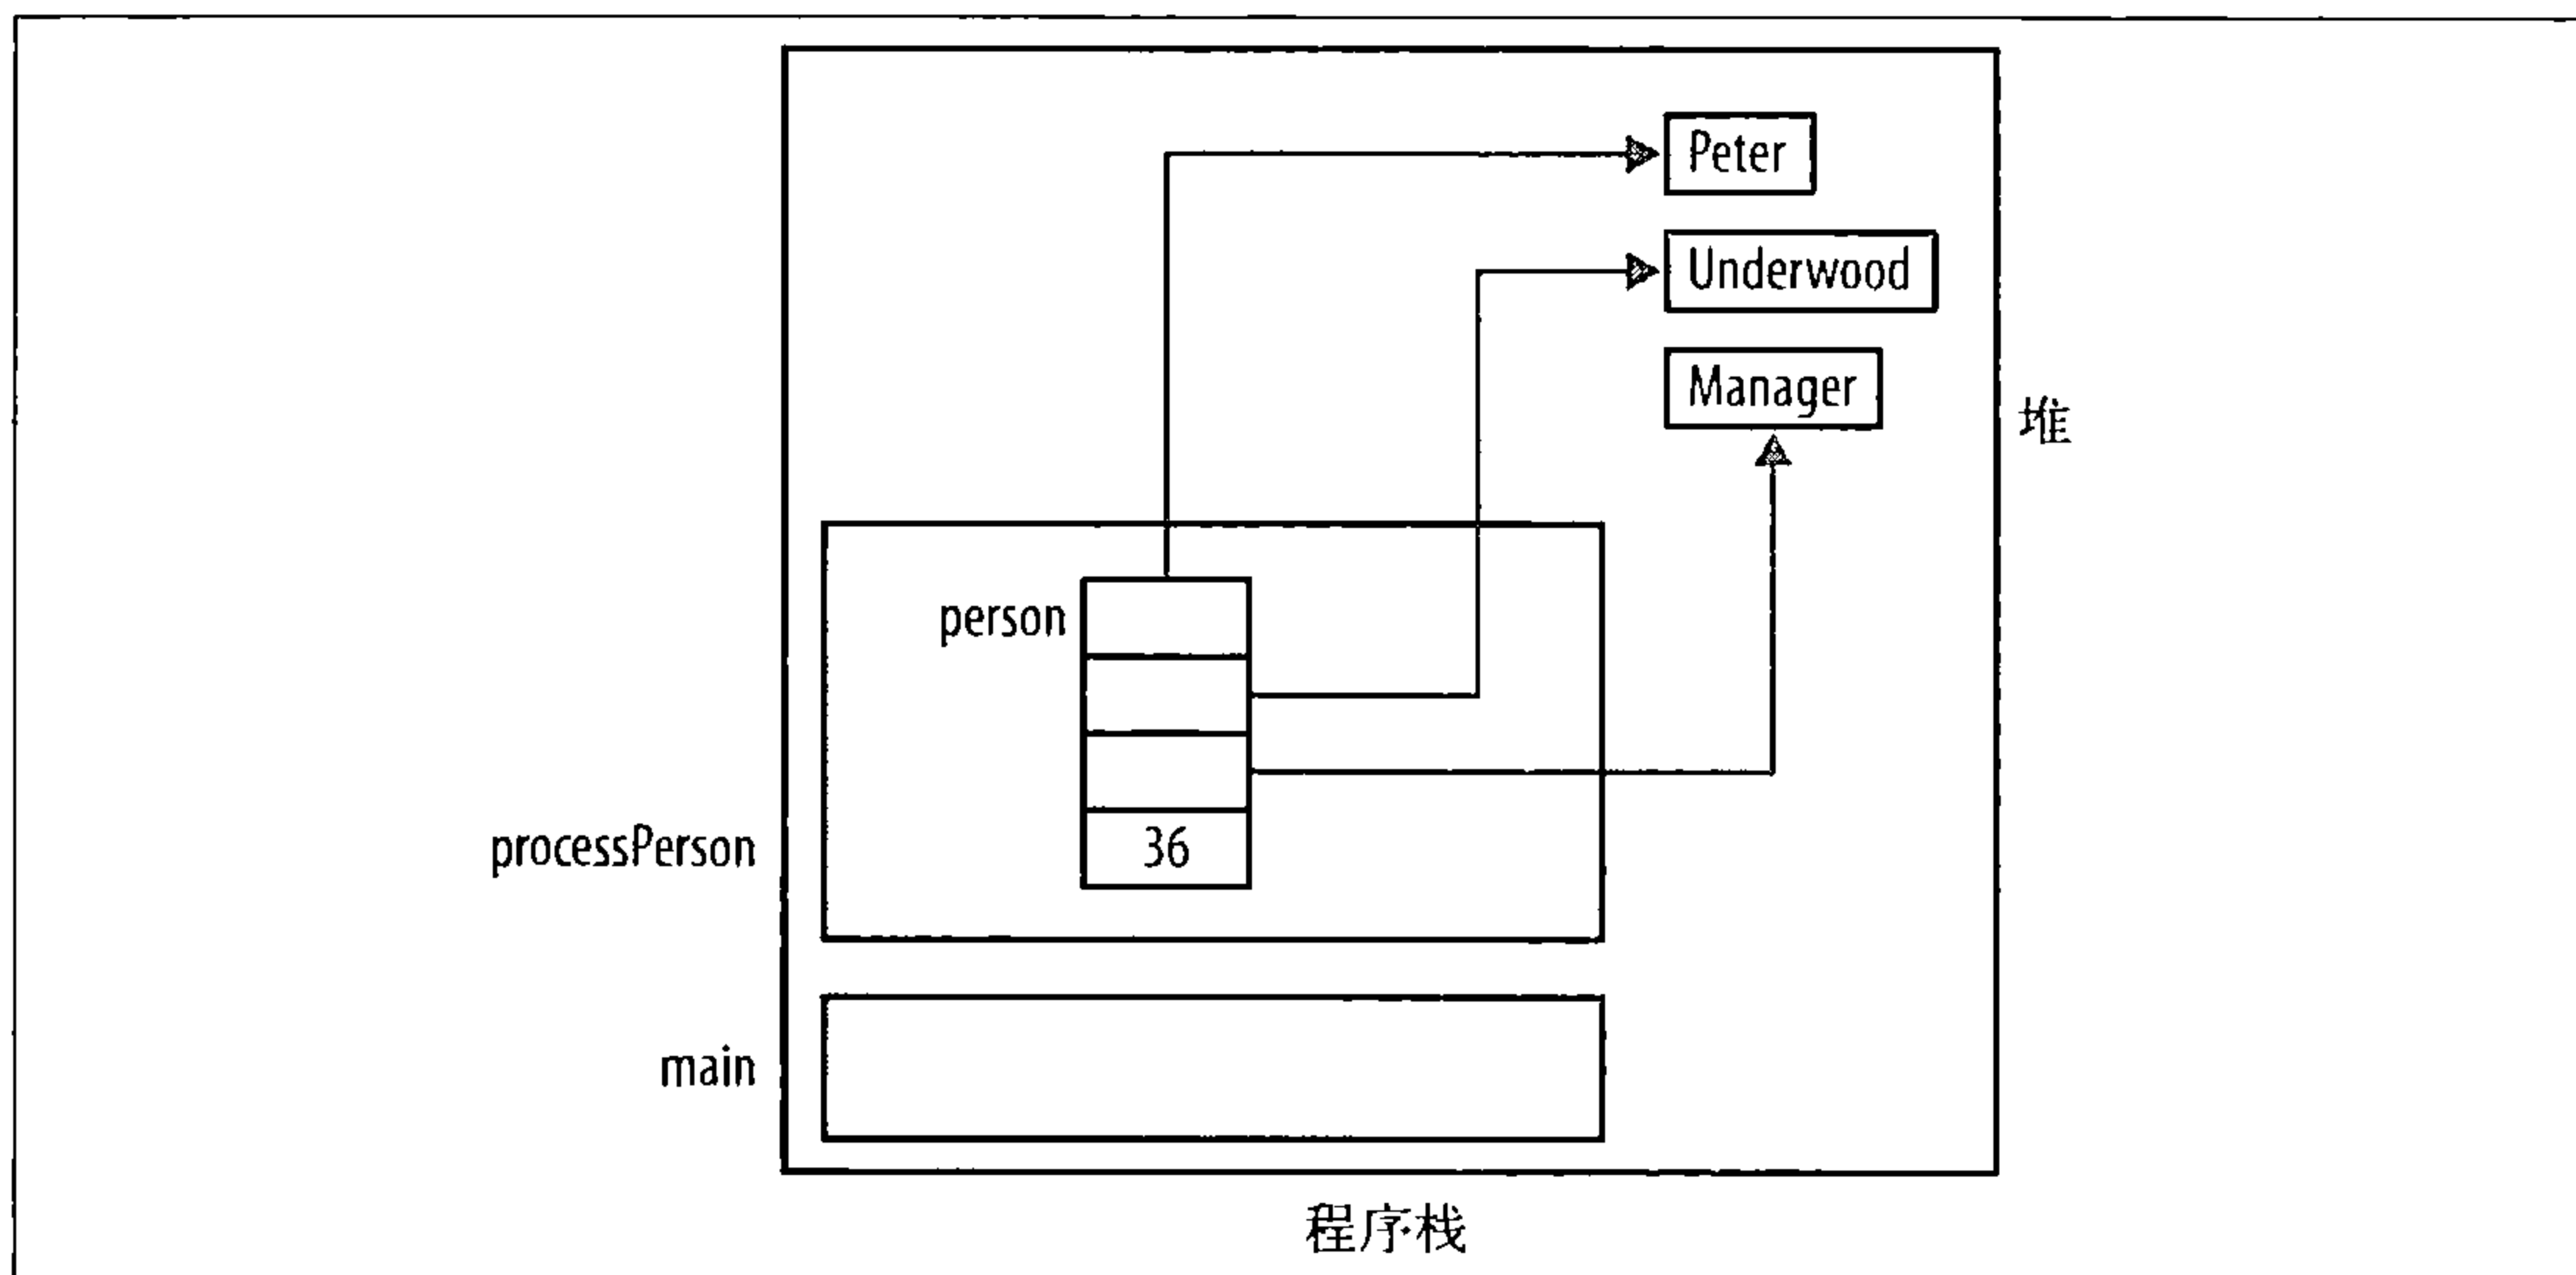 Peter
Underwood
Manager
堆
person
processPerson
36
main
程序栈